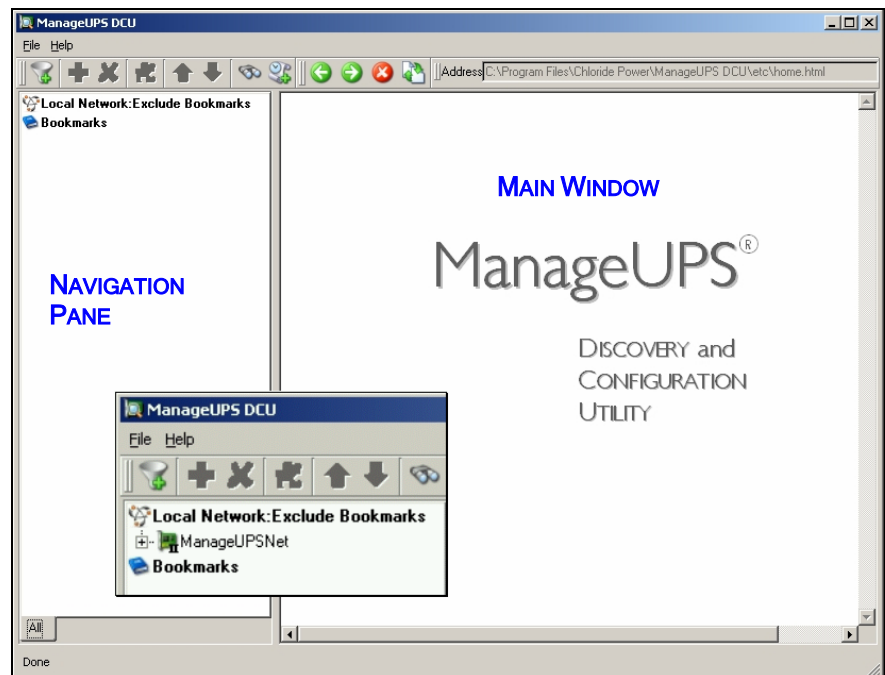 ManageUPS DCU
File Help
Address C:\Program Files\Chloride Power\ManageUPS DCU\etc\home.html
Local Network:Exclude Bookmarks
Bookmarks
MAIN WINDOW
ManageUPS®
NAVIGATION
PANE
DISCOVERY and
CONFIGURATION
UTILITY
ManageUPS DCU
File Help
Local Network:Exclude Bookmarks
ManageUPSNet
Bookmarks
All
Done